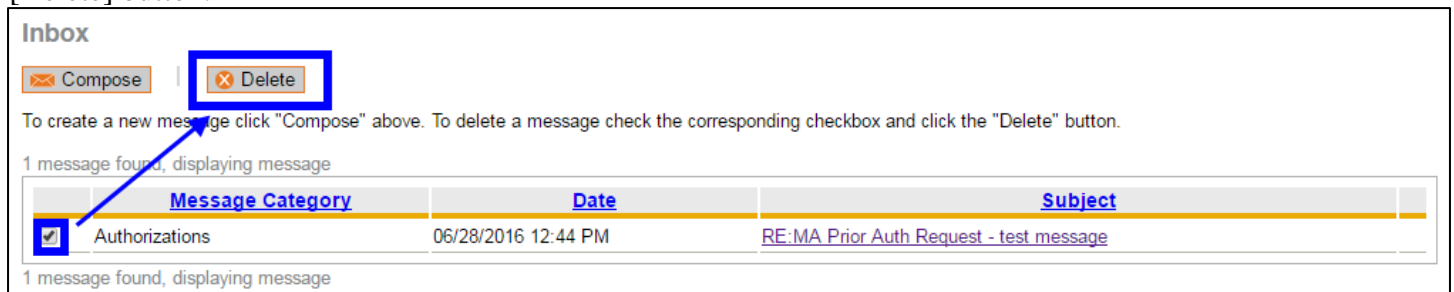 Inbox
Compose | Delete
To create a new message click "Compose" above. To delete a message check the corresponding checkbox and click the "Delete" button.
1 message found, displaying message
Message Category Date Subject
Authorizations 06/28/2016 12:44 PM RE:MA Prior Auth Request - test message
1 message found, displaying message